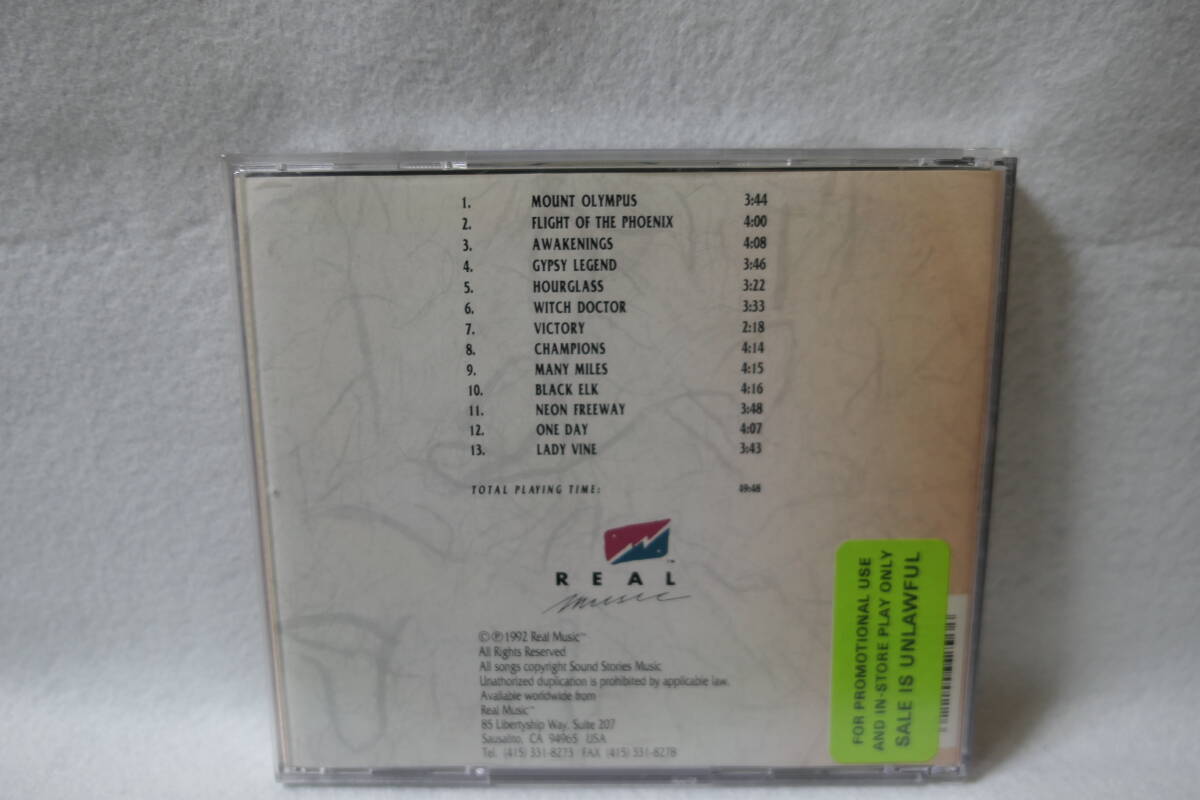 1. MOUNT OLYMPUS 3:44
2. FLIGHT OF THE PHOENIX 4:00
3. AWAKENINGS 4:08
4. GYPSY LEGEND 3:46
5. HOURGLASS 3:22
6. WITCH DOCTOR 3:33
7. VICTORY 2:18
8. CHAMPIONS 4:14
9. MANY MILES 4:15
10. BLACK ELK 4:16
11. NEON FREEWAY 3:48
12. ONE DAY 4:07
13. LADY VINE 3:43
TOTAL PLAYING TIME: 49:48
REAL
music
©℗1992 Real Music™
All Rights Reserved
All songs copyright Sound Stories Music
Unathorized duplication is prohibited by applicable law.
Available worldwide from
Real Music™
85 Libertyship Way, Suite 207
Sausalito, CA 94965 USA
Tel. (415) 331-8273 FAX (415) 331-8278
FOR PROMOTIONAL USE
AND IN-STORE PLAY ONLY
SALE IS UNLAWFUL